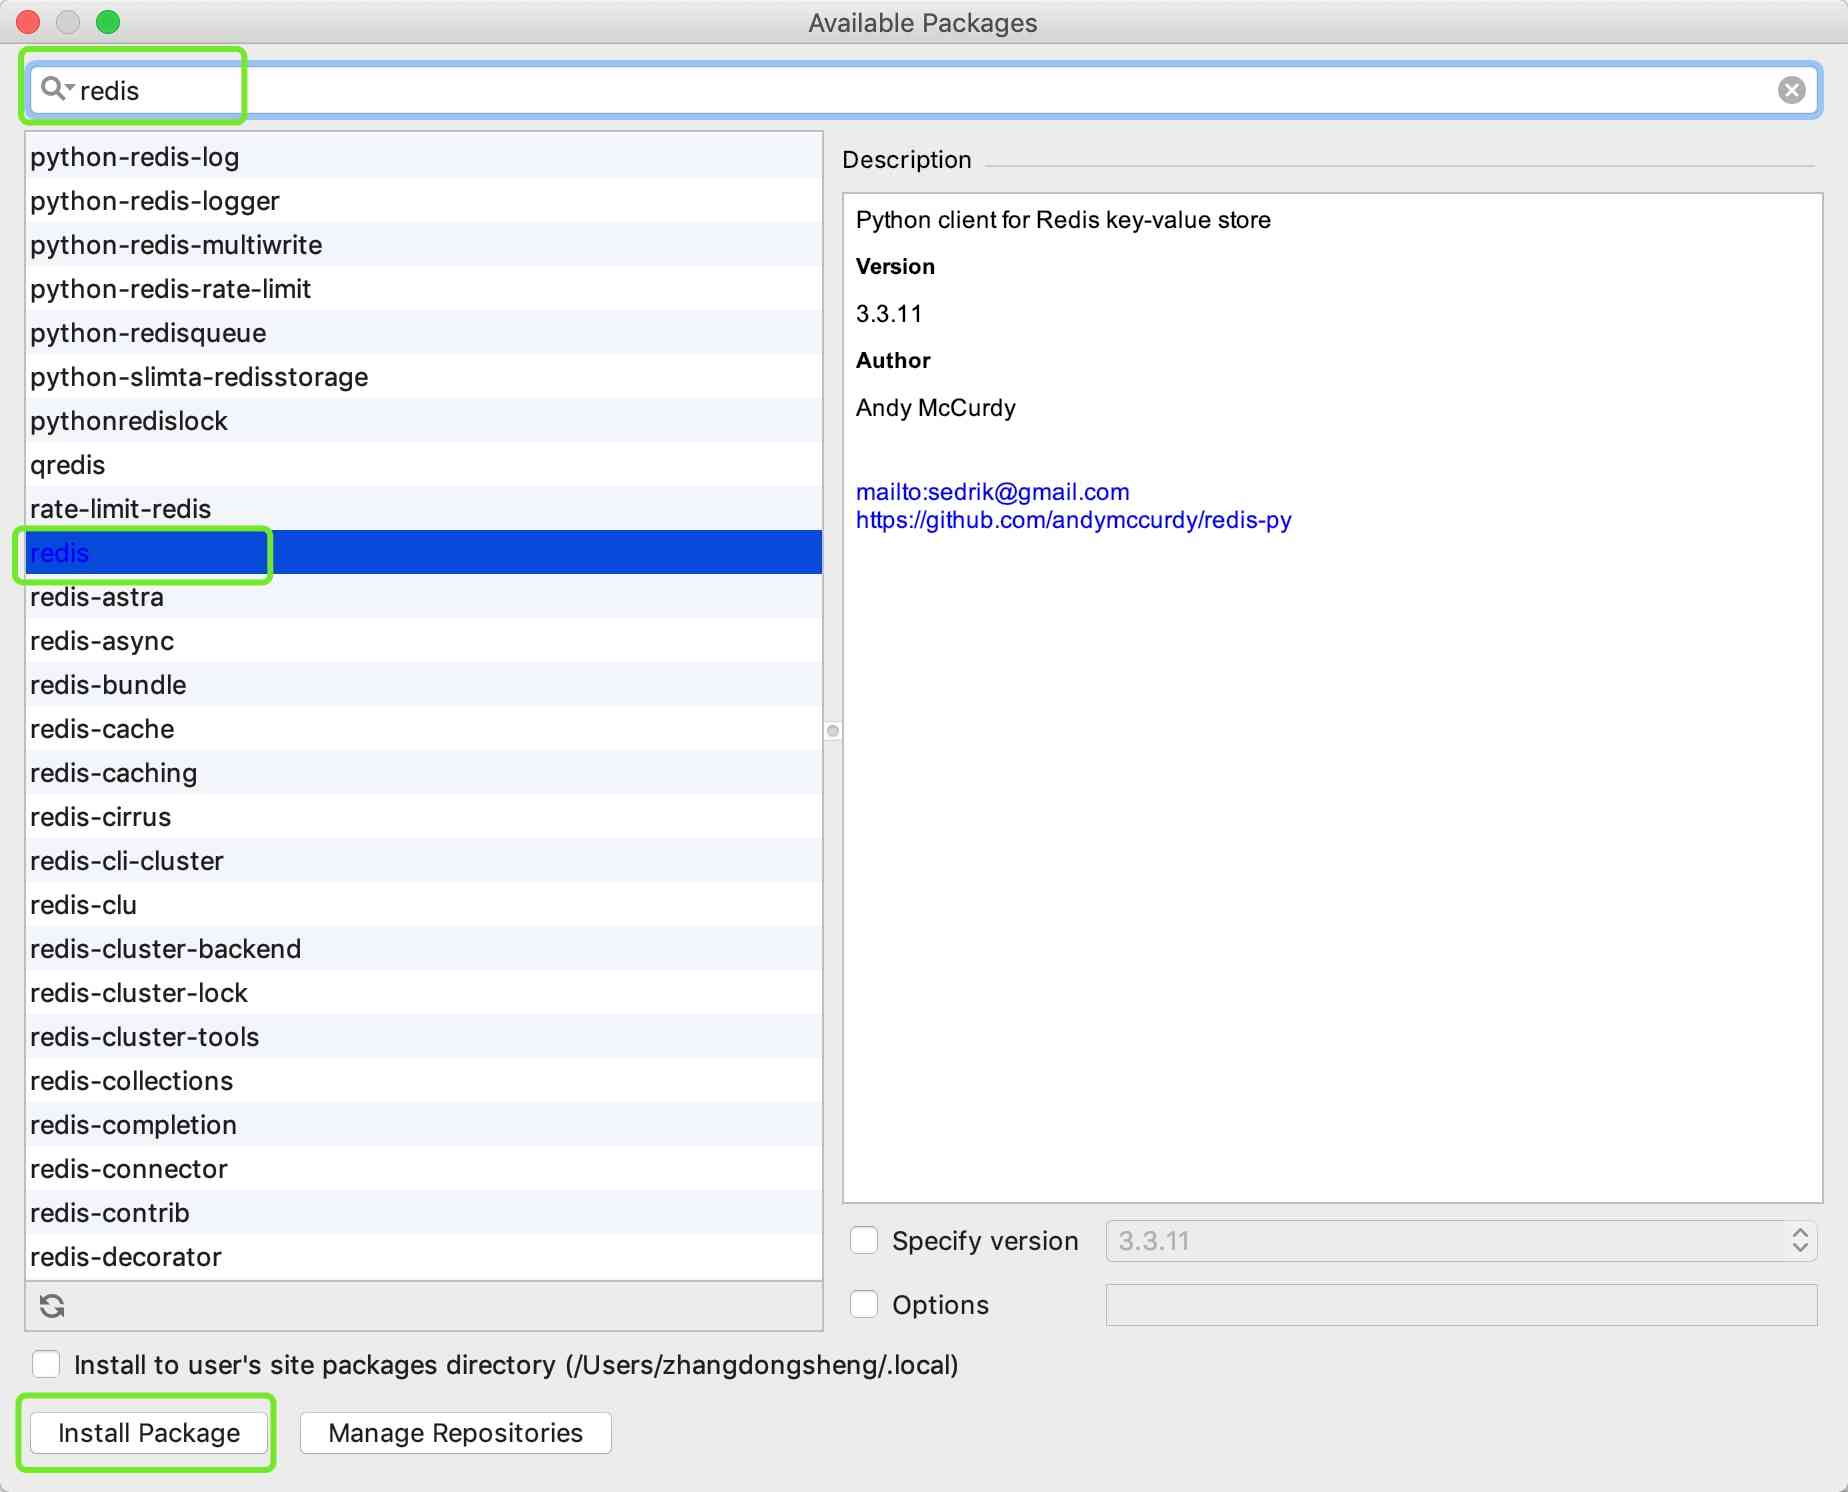 Available Packages
redis
python-redis-log
python-redis-logger
python-redis-multiwrite
python-redis-rate-limit
python-redisqueue
python-slimta-redisstorage
pythonredislock
qredis
rate-limit-redis
redis
redis-astra
redis-async
redis-bundle
redis-cache
redis-caching
redis-cirrus
redis-cli-cluster
redis-clu
redis-cluster-backend
redis-cluster-lock
redis-cluster-tools
redis-collections
redis-completion
redis-connector
redis-contrib
redis-decorator
Description
Python client for Redis key-value store
Version
3.3.11
Author
Andy McCurdy
mailto:sedrik@gmail.com
https://github.com/andymccurdy/redis-py
Specify version 3.3.11
Options
Install to user's site packages directory (/Users/zhangdongsheng/.local)
Install Package Manage Repositories